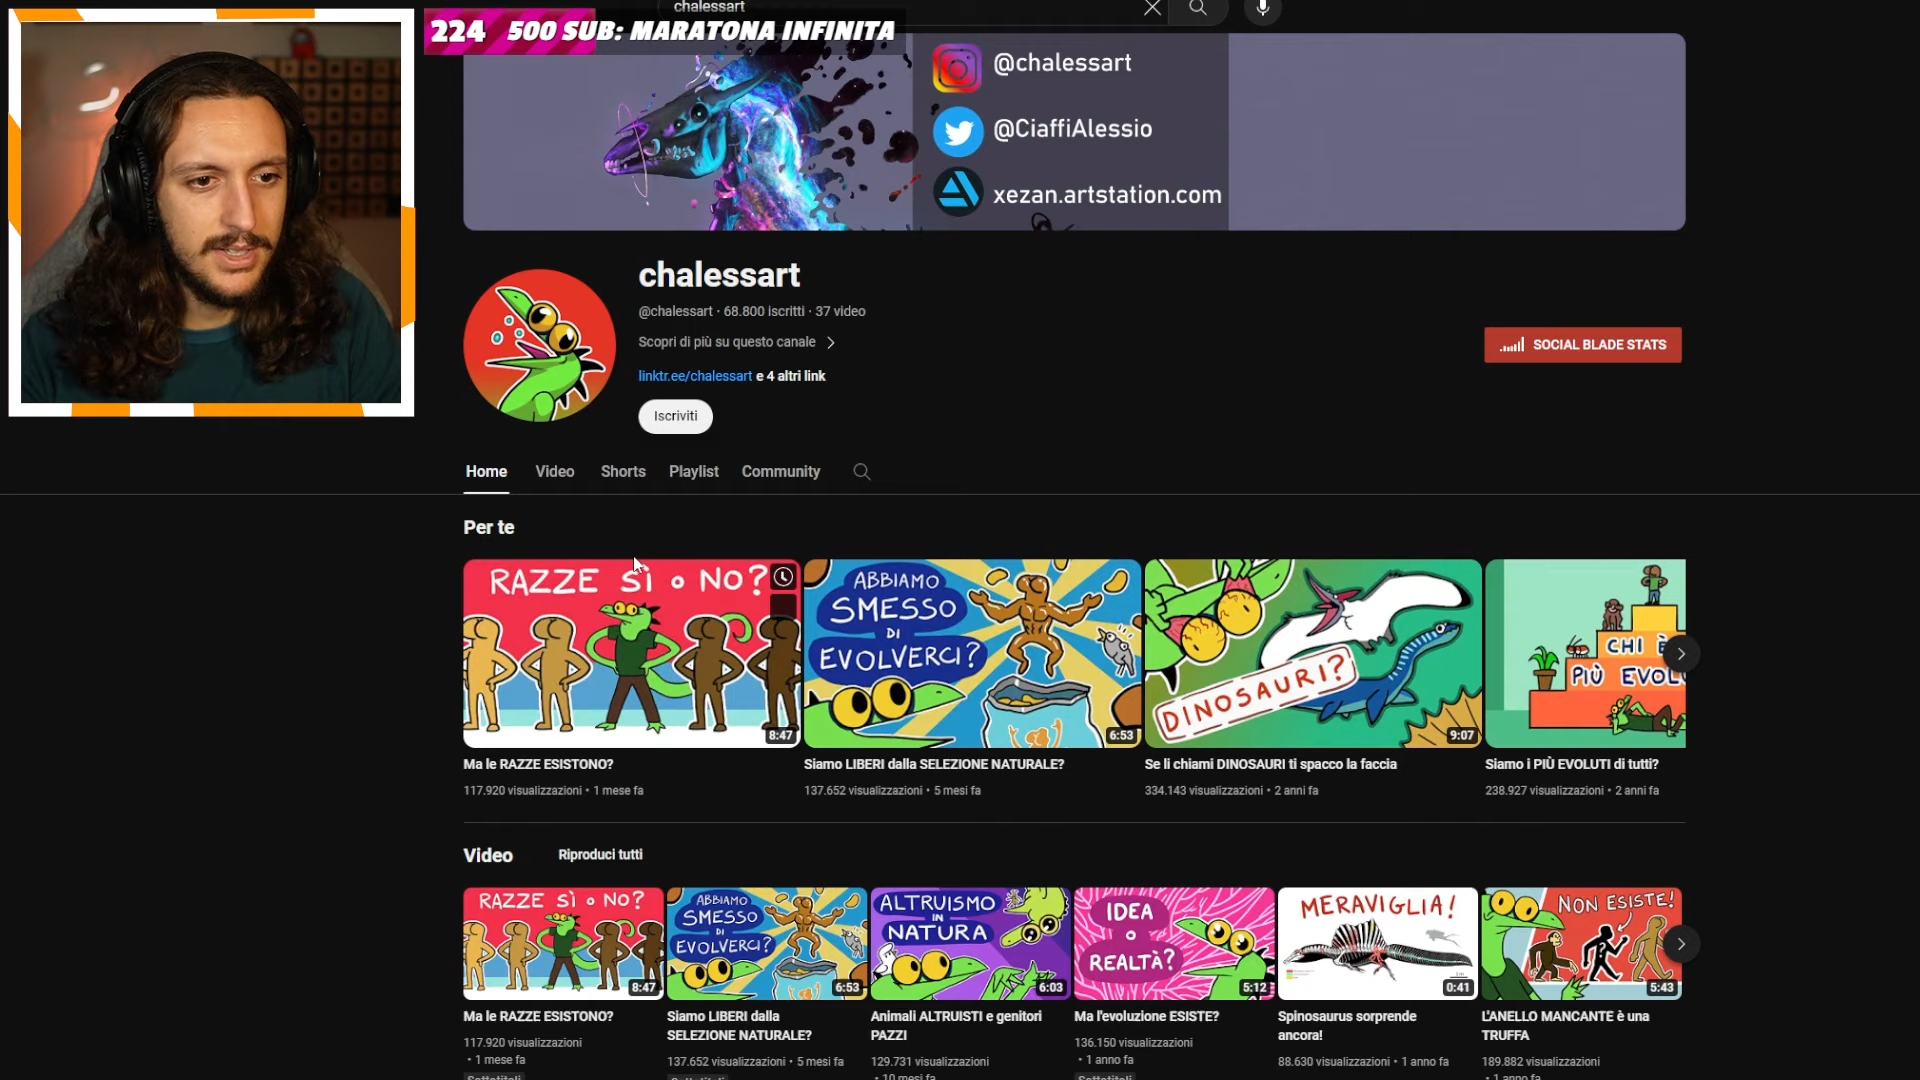 chalessart
224 500 SUB: MARATONA INFINITA
@chalessart
@CiaffiAlessio
xezan.artstation.com
chalessart
@chalessart · 68.800 iscritti · 37 video
Scopri di più su questo canale
linktr.ee/chalessart e 4 altri link
SOCIAL BLADE STATS
Iscriviti
Home Video Shorts Playlist Community
Per te
RAZZE SÌ o NO?
8:47
ABBIAMO
SMESSO
DI
EVOLVERCI?
6:53
DINOSAURI?
9:07
CHI È
PIÙ EVOL
Ma le RAZZE ESISTONO?
117.920 visualizzazioni • 1 mese fa
Siamo LIBERI dalla SELEZIONE NATURALE?
137.652 visualizzazioni • 5 mesi fa
Se li chiami DINOSAURI ti spacco la faccia
334.143 visualizzazioni • 2 anni fa
Siamo i PIÙ EVOLUTI di tutti?
238.927 visualizzazioni • 2 anni fa
Video Riproduci tutti
RAZZE SÌ o NO?
8:47
ABBIAMO
SMESSO
DI
EVOLVERCI?
6:53
ALTRUISMO
IN
NATURA
6:03
IDEA
o
REALTÀ?
5:12
MERAVIGLIA!
0:41
NON ESISTE!
5:43
Ma le RAZZE ESISTONO?
117.920 visualizzazioni
• 1 mese fa
Sottotitoli
Siamo LIBERI dalla
SELEZIONE NATURALE?
137.652 visualizzazioni • 5 mesi fa
Sottotitoli
Animali ALTRUISTI e genitori
PAZZI
129.731 visualizzazioni
• 10 mesi fa
Ma l'evoluzione ESISTE?
136.150 visualizzazioni
• 1 anno fa
Sottotitoli
Spinosaurus sorprende
ancora!
88.630 visualizzazioni • 1 anno fa
L'ANELLO MANCANTE è una
TRUFFA
189.882 visualizzazioni
• 1 anno fa